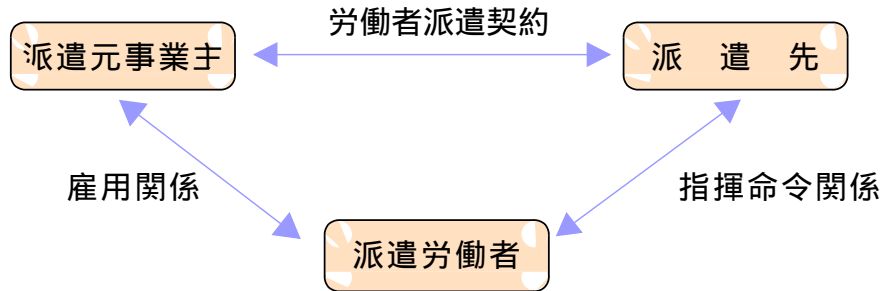 労働者派遣契約
派遣元事業主
派遣先
雇用関係
指揮命令関係
派遣労働者